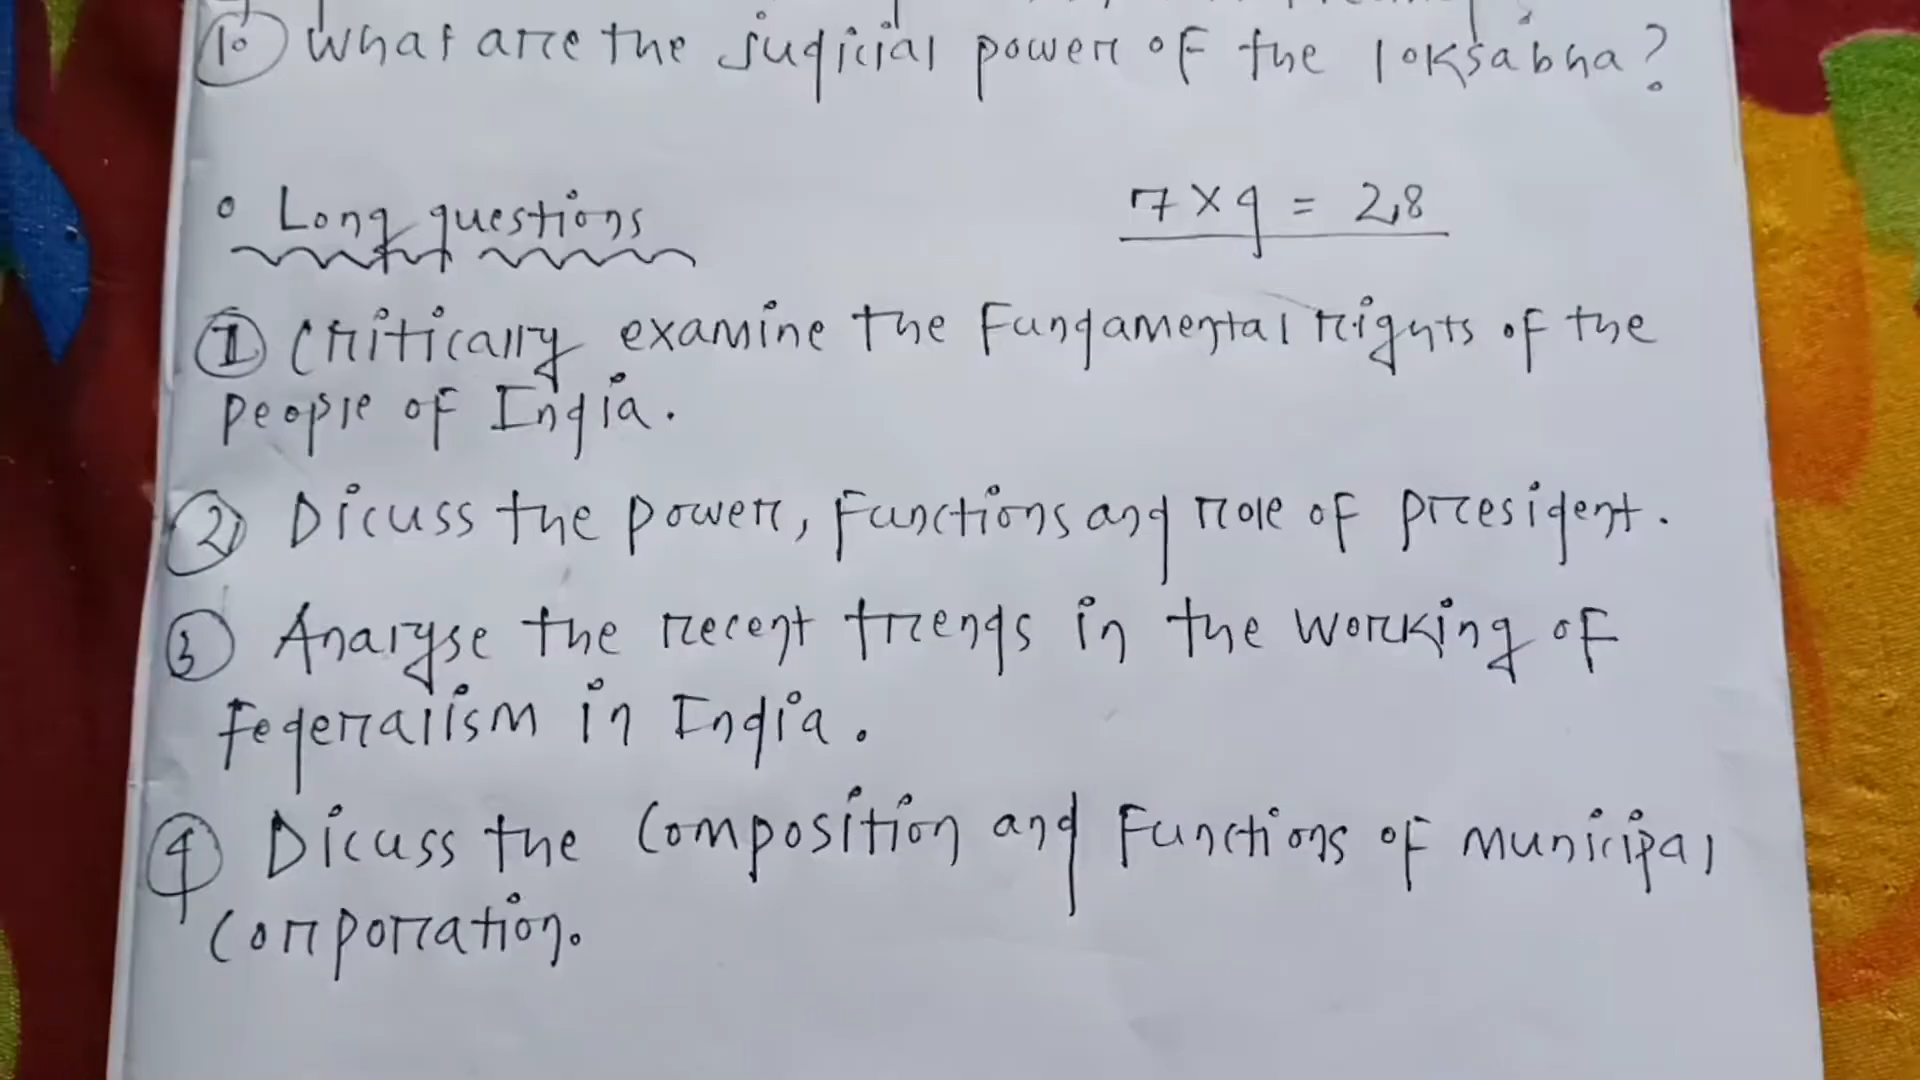 10 What are the judicial power of the loksabha?
• Long questions
7 X 4 = 28
1 Critically examine the Fundamental rights of the
people of India.
2 Dicuss the power, Functions and role of president.
3 Analyse the recent trends in the working of
Federalism in India.
4 Dicuss the Composition and Functions of municipal
Corporation.